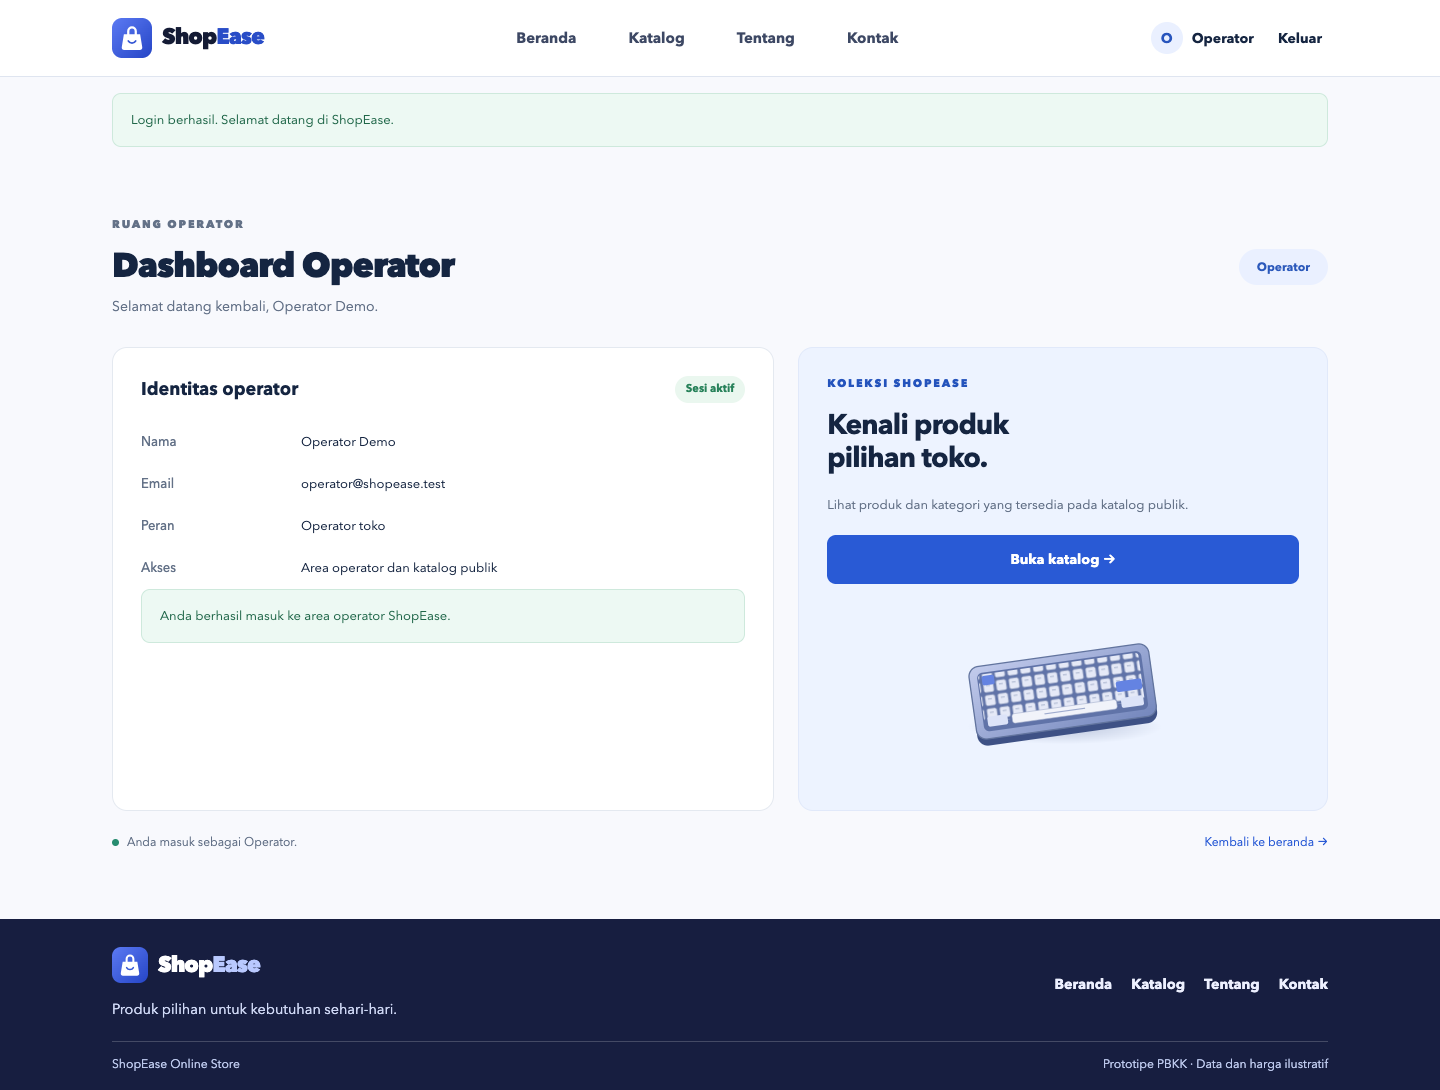 ShopEase
Beranda
Katalog
Tentang
Kontak
O
Operator
Keluar
Login berhasil. Selamat datang di ShopEase.
RUANG OPERATOR
Dashboard Operator
Operator
Selamat datang kembali, Operator Demo.
Identitas operator
Sesi aktif
Nama
Operator Demo
Email
operator@shopease.test
Peran
Operator toko
Akses
Area operator dan katalog publik
Anda berhasil masuk ke area operator ShopEase.
KOLEKSI SHOPEASE
Kenali produk
pilihan toko.
Lihat produk dan kategori yang tersedia pada katalog publik.
Buka katalog →
Anda masuk sebagai Operator.
Kembali ke beranda →
ShopEase
Produk pilihan untuk kebutuhan sehari-hari.
Beranda
Katalog
Tentang
Kontak
ShopEase Online Store
Prototipe PBKK · Data dan harga ilustratif